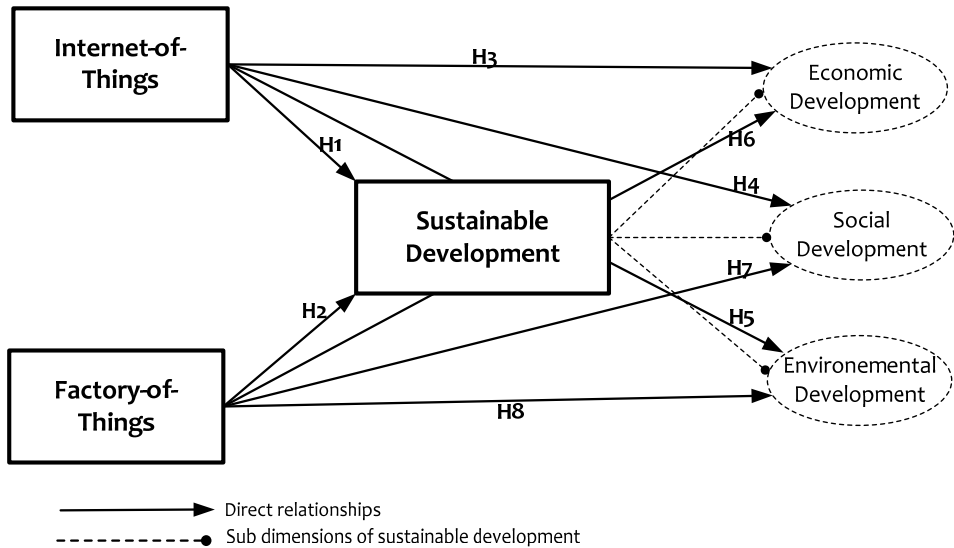 Internet-of-
Things
H3
Economic
Development
H1
H6
H4
Sustainable
Development
Social
Development
H7
H2
H5
Environemental
Development
Factory-of-
Things
H8
Direct relationships
Sub dimensions of sustainable development